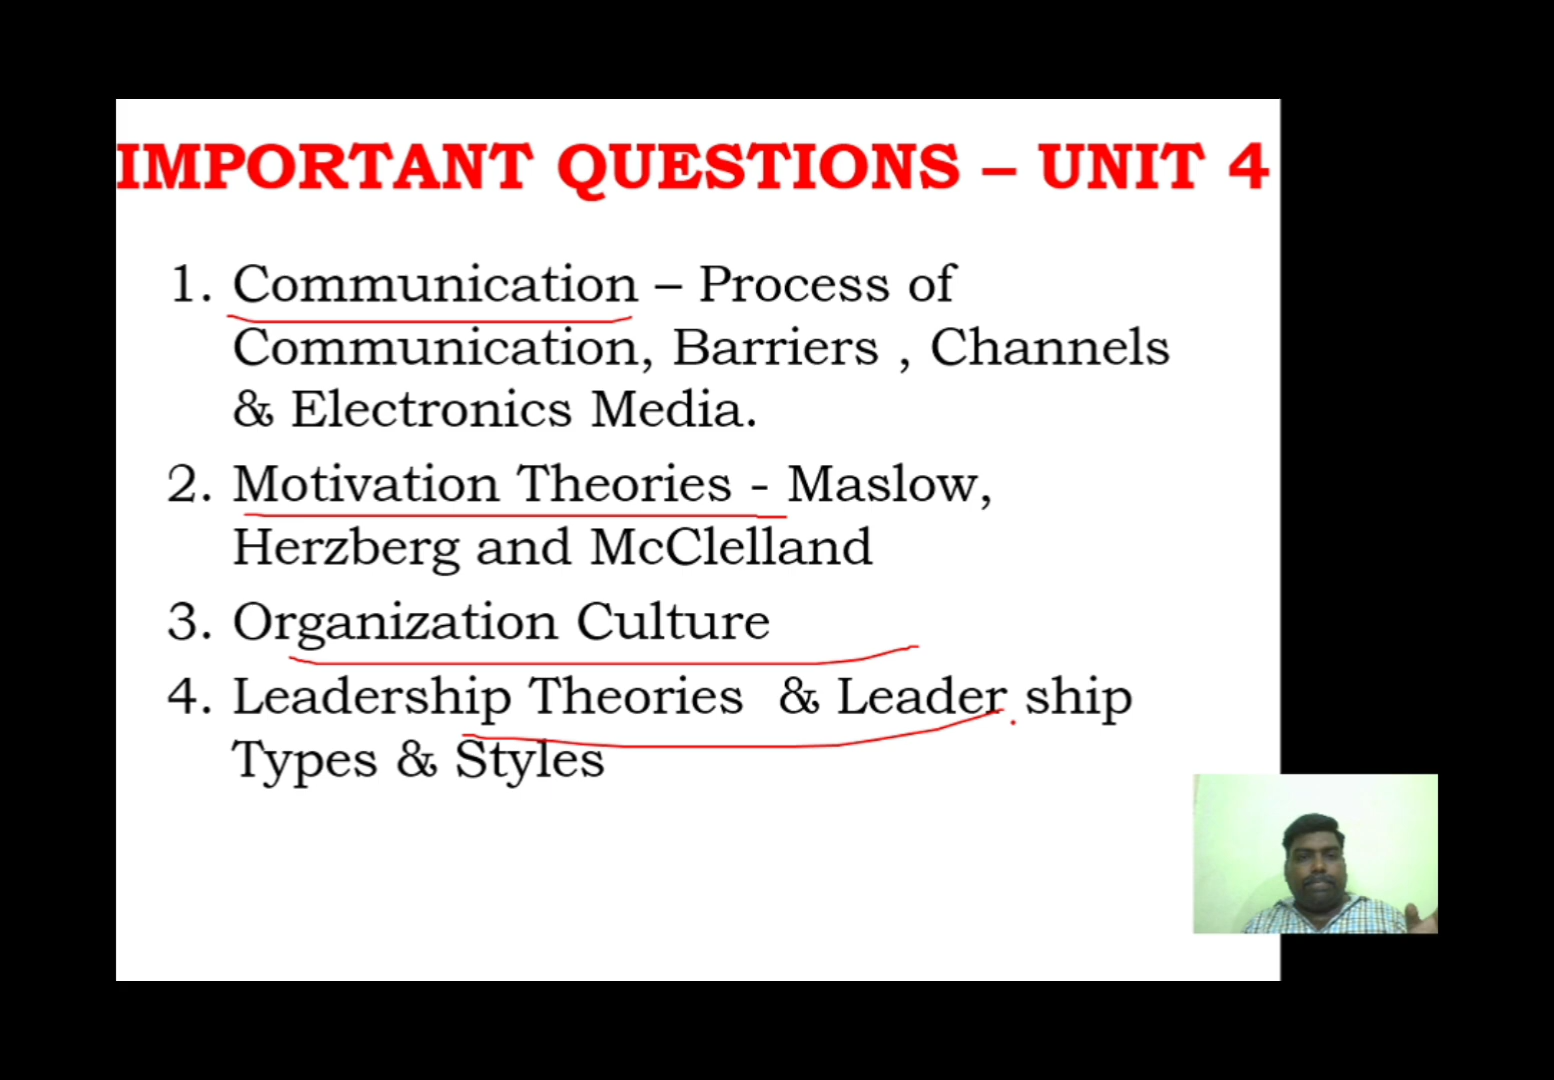 IMPORTANT QUESTIONS – UNIT 4
1. Communication – Process of
Communication, Barriers , Channels
& Electronics Media.
2. Motivation Theories - Maslow,
Herzberg and McClelland
3. Organization Culture
4. Leadership Theories & Leader ship
Types & Styles